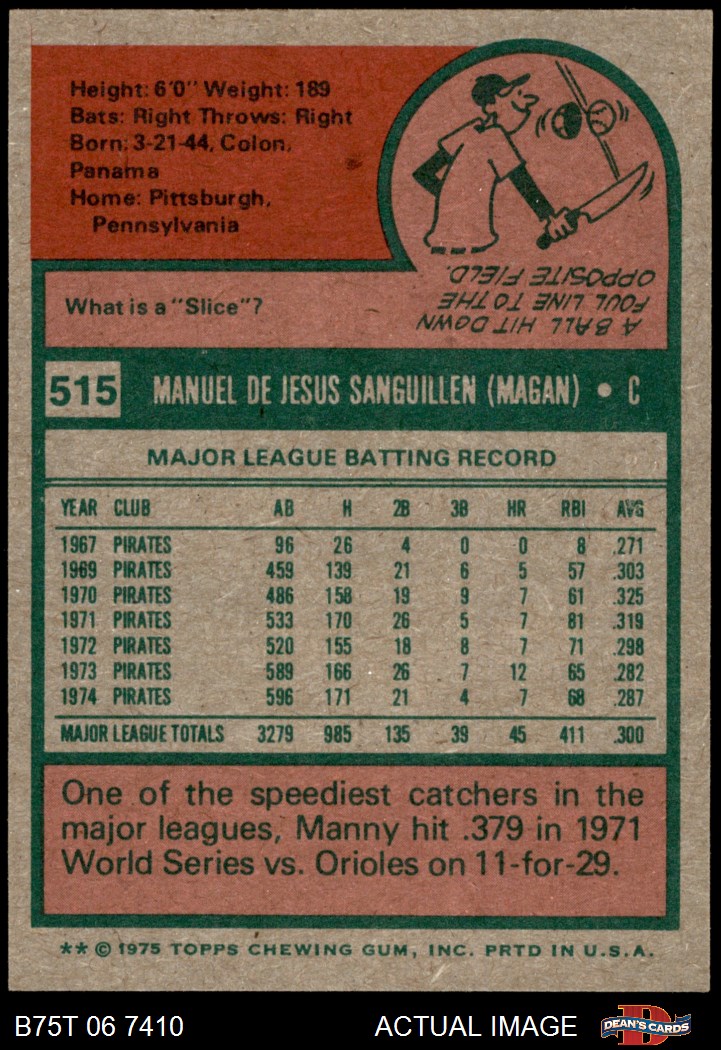 Height: 6'0" Weight: 189
Bats: Right Throws: Right
Born: 3-21-44, Colon,
Panama
Home: Pittsburgh,
Pennsylvania
What is a "Slice"?
A BALL HIT DOWN
FOUL LINE TO THE
OPPOSITE FIELD.
515 MANUEL DE JESUS SANGUILLEN (MAGAN) • C
MAJOR LEAGUE BATTING RECORD
YEAR CLUB AB H 2B 3B HR RBI AVG
1967 PIRATES 96 26 4 0 0 8 .271
1969 PIRATES 459 139 21 6 5 57 .303
1970 PIRATES 486 158 19 9 7 61 .325
1971 PIRATES 533 170 26 5 7 81 .319
1972 PIRATES 520 155 18 8 7 71 .298
1973 PIRATES 589 166 26 7 12 65 .282
1974 PIRATES 596 171 21 4 7 68 .287
MAJOR LEAGUE TOTALS 3279 985 135 39 45 411 .300
One of the speediest catchers in the
major leagues, Manny hit .379 in 1971
World Series vs. Orioles on 11-for-29.
** © 1975 TOPPS CHEWING GUM, INC. PRTD IN U.S.A.
B75T 06 7410 ACTUAL IMAGE DEAN'S CARDS